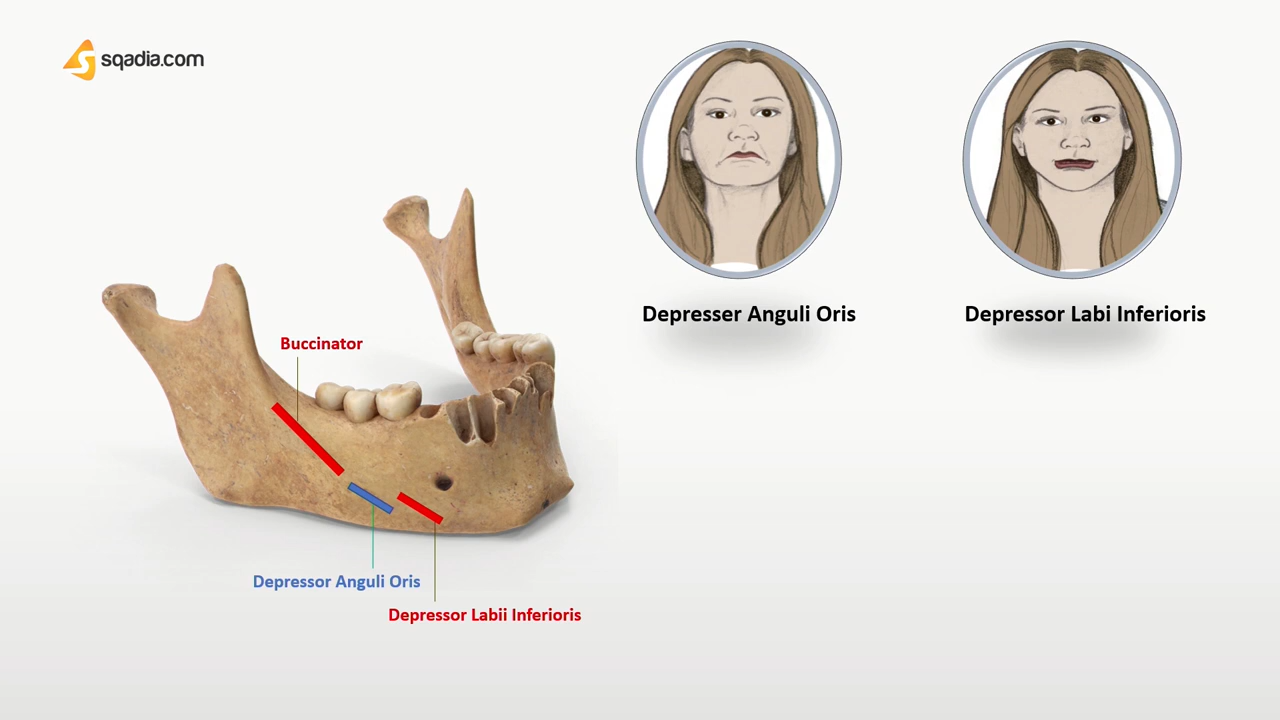 sqadia.com
Depresser Anguli Oris
Depressor Labi Inferioris
Buccinator
Depressor Anguli Oris
Depressor Labii Inferioris